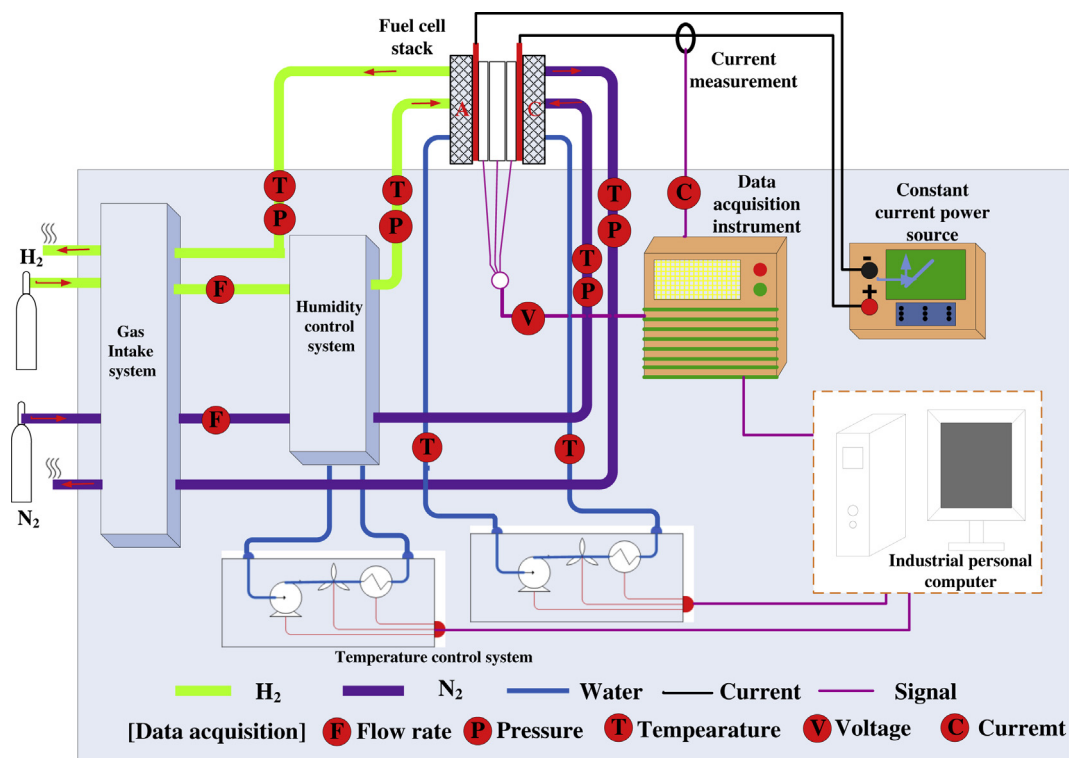 Fuel cell
stack
Current
measurement
A
C
T
P
T
P
T
P
T
P
C
Data
acquisition
instrument
Constant
current power
source
-
+
H₂
F
Humidity
control
system
Gas
Intake
system
V
F
T
T
N₂
Industrial personal
computer
Temperature control system
H₂ N₂ Water Current Signal
[Data acquisition] F Flow rate P Pressure T Tempearature V Voltage C Curremt